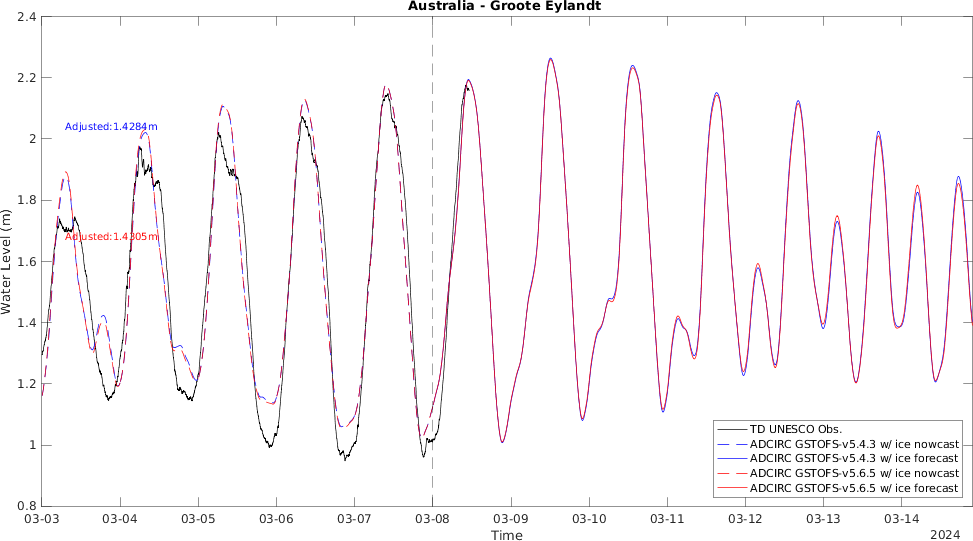 Australia - Groote Eylandt
2.4
2.2
2
1.8
1.6
1.4
1.2
1
0.8
Water Level (m)
Adjusted:1.4284m
Adjusted:1.4305m
TD UNESCO Obs.
ADCIRC GSTOFS-v5.4.3 w/ ice nowcast
ADCIRC GSTOFS-v5.4.3 w/ ice forecast
ADCIRC GSTOFS-v5.6.5 w/ ice nowcast
ADCIRC GSTOFS-v5.6.5 w/ ice forecast
03-03 03-04 03-05 03-06 03-07 03-08 03-09 03-10 03-11 03-12 03-13 03-14
Time
2024